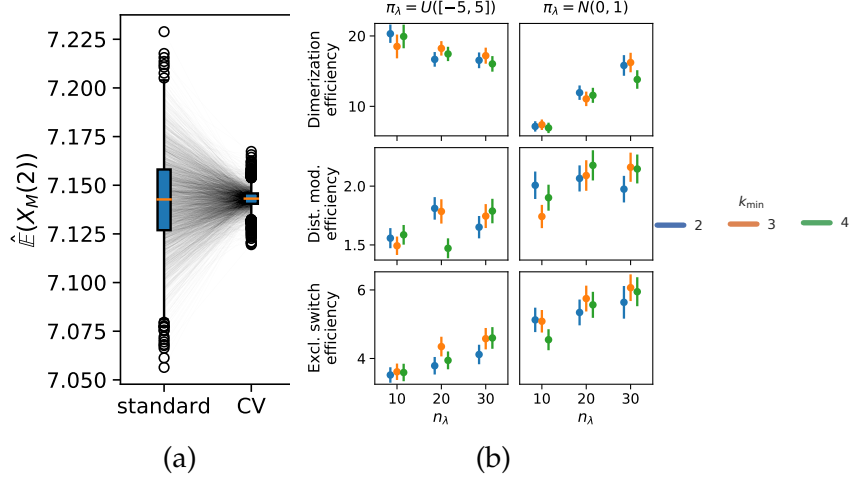 7.225
7.200
7.175
7.150
7.125
7.100
7.075
7.050
Ê(X_M(2))
standard CV
(a)
π_λ = U([−5, 5]) π_λ = N(0, 1)
Dimerization
efficiency
20
10
Dist. mod.
efficiency
2.0
1.5
Excl. switch
efficiency
6
4
10 20 30 10 20 30
n_λ n_λ
(b)
k_min
2 3 4